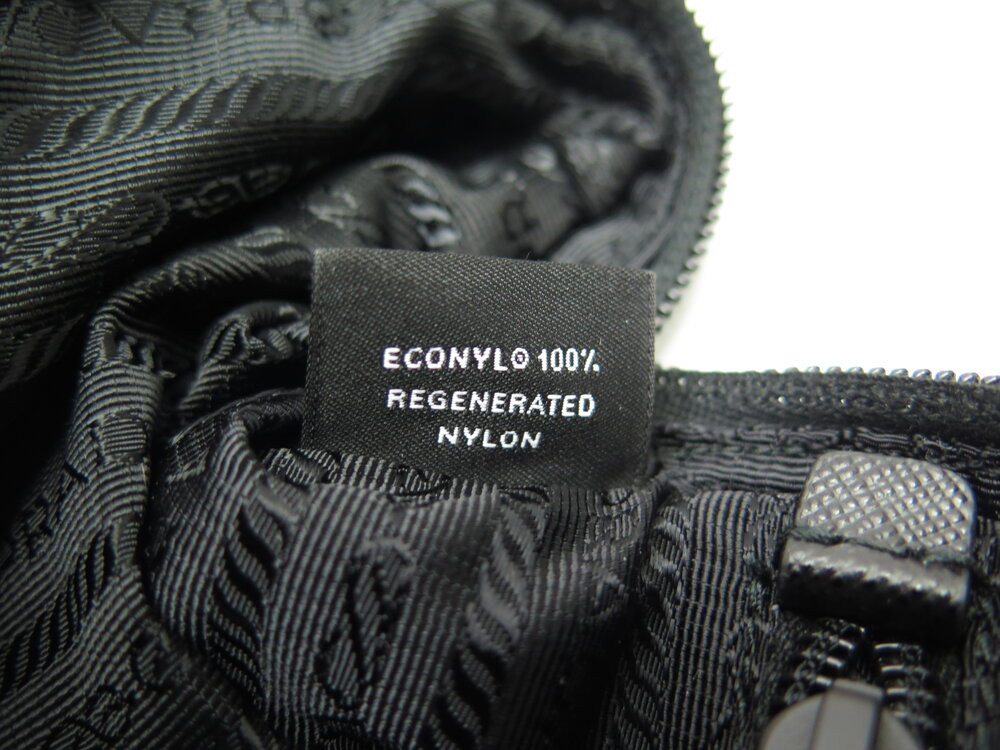 ECONYL® 100%
REGENERATED
NYLON